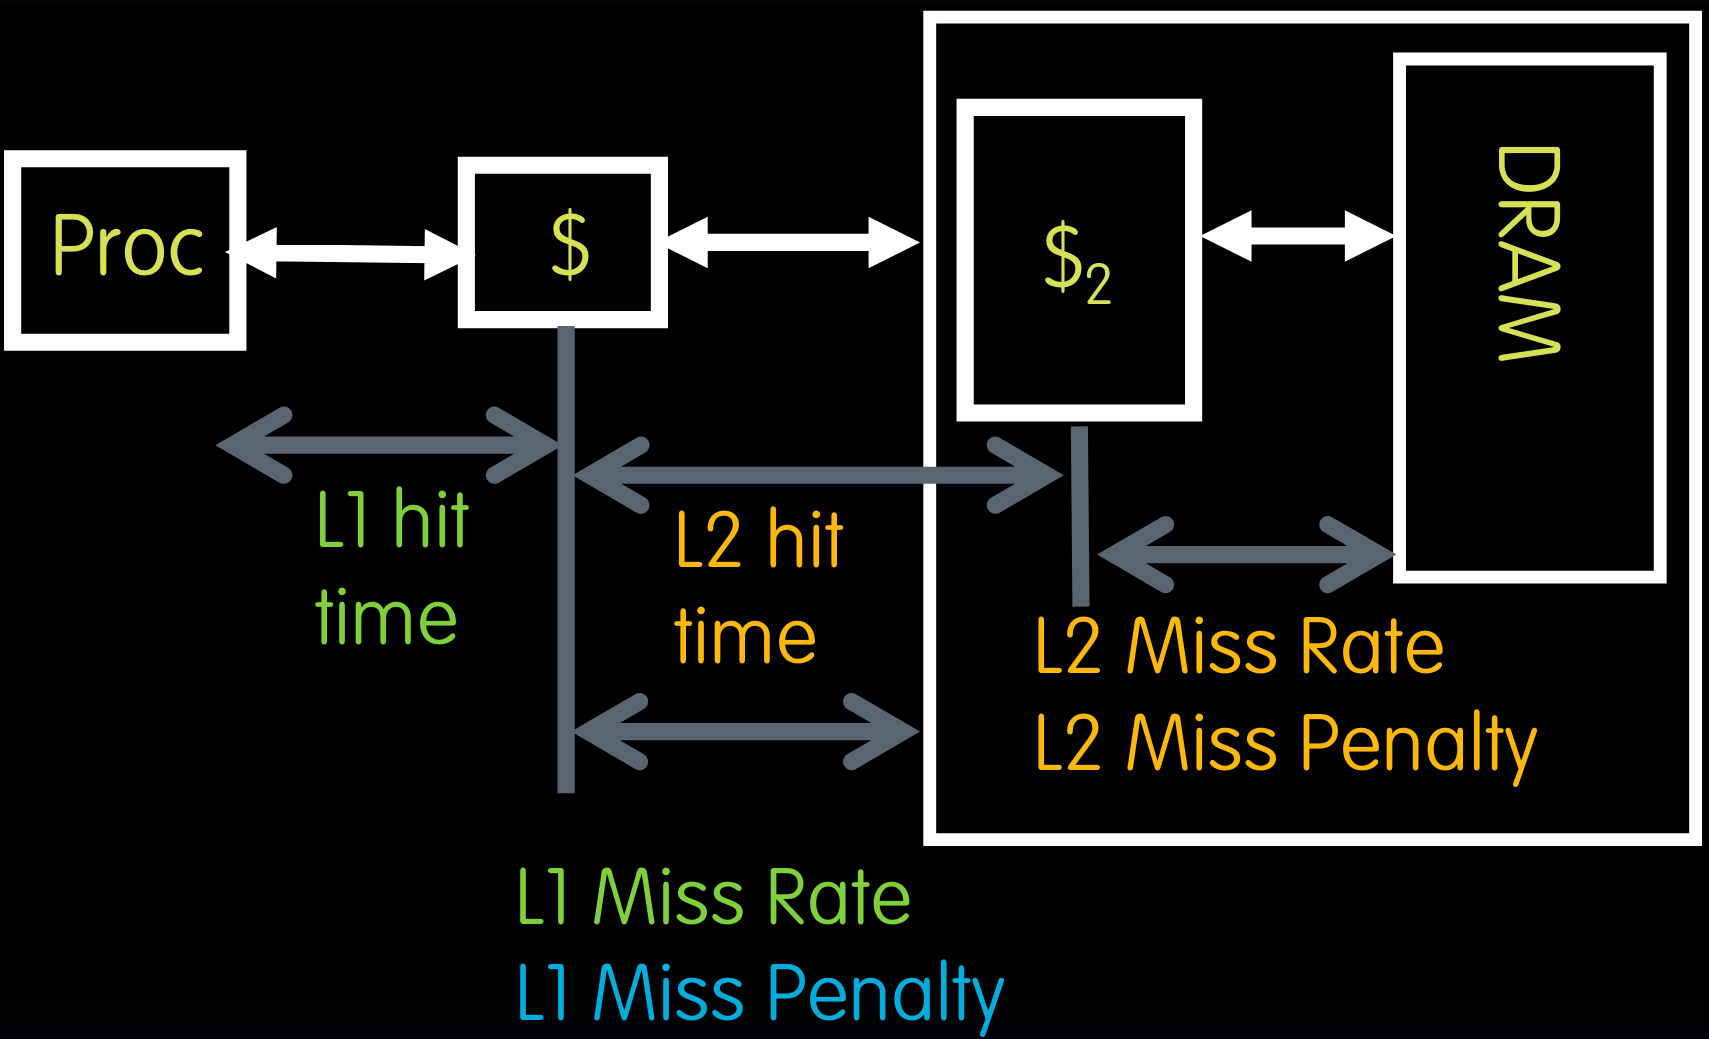 Proc
$
$2
DRAM
L1 hit
time
L2 hit
time
L2 Miss Rate
L2 Miss Penalty
L1 Miss Rate
L1 Miss Penalty